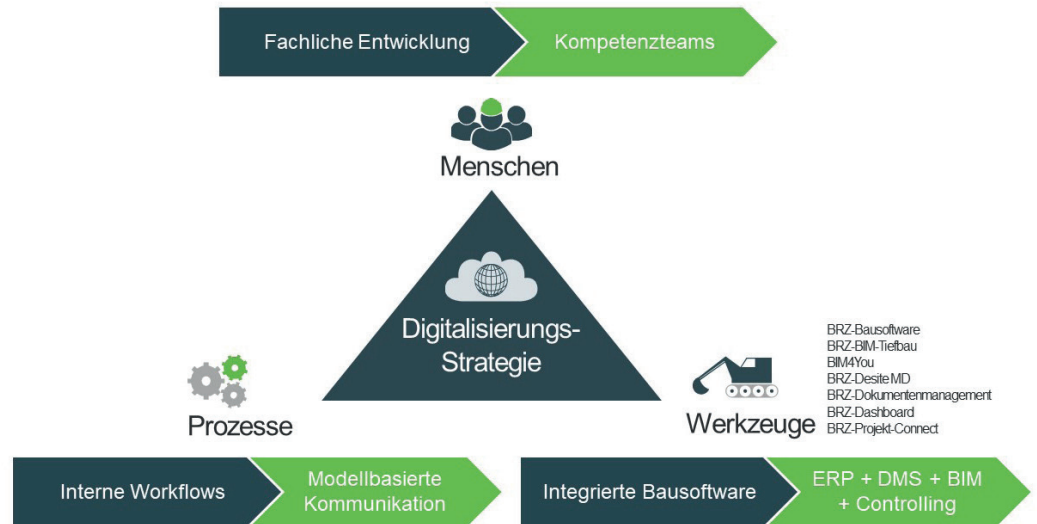 Fachliche Entwicklung
Kompetenzteams
Menschen
Digitalisierungs-
Strategie
Prozesse
Werkzeuge
BRZ-Bausoftware
BRZ-BIM-Tiefbau
BIM4You
BRZ-Desite MD
BRZ-Dokumentenmanagement
BRZ-Dashboard
BRZ-Projekt-Connect
Interne Workflows
Modellbasierte
Kommunikation
Integrierte Bausoftware
ERP + DMS + BIM
+ Controlling